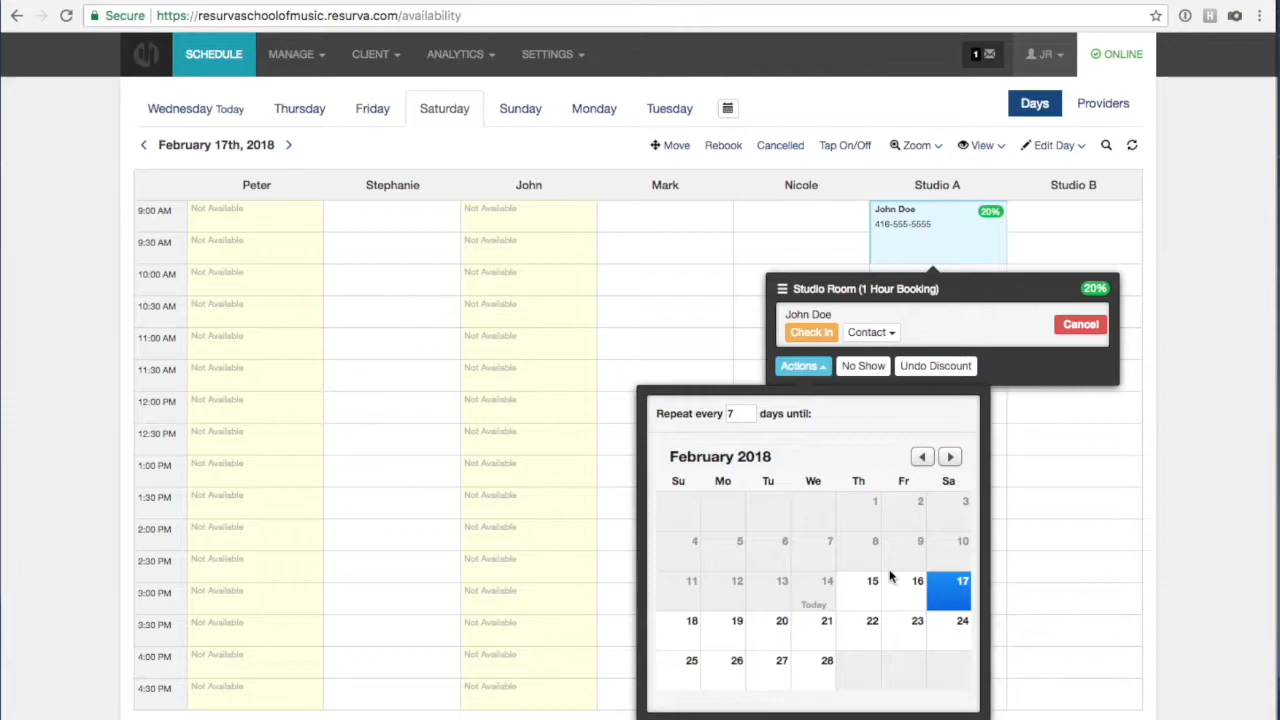 Secure https://resurvaschoolofmusic.resurva.com/availability
SCHEDULE MANAGE CLIENT ANALYTICS SETTINGS 1 JR ONLINE
Wednesday Today Thursday Friday Saturday Sunday Monday Tuesday Days Providers
February 17th, 2018 Move Rebook Cancelled Tap On/Off Zoom View Edit Day
Peter Stephanie John Mark Nicole Studio A Studio B
9:00 AM Not Available Not Available John Doe 20%
416-555-5555
9:30 AM Not Available Not Available
10:00 AM Not Available Not Available
Studio Room (1 Hour Booking) 20%
10:30 AM Not Available Not Available
John Doe
Check In Contact Cancel
11:00 AM Not Available Not Available
11:30 AM Not Available Not Available
Actions No Show Undo Discount
12:00 PM Not Available Not Available
Repeat every 7 days until:
12:30 PM Not Available Not Available
February 2018
1:00 PM Not Available Not Available
Su Mo Tu We Th Fr Sa
1:30 PM Not Available Not Available
1 2 3
2:00 PM Not Available Not Available
4 5 6 7 8 9 10
2:30 PM Not Available Not Available
11 12 13 14 15 16 17
3:00 PM Not Available Not Available
Today
3:30 PM Not Available Not Available
18 19 20 21 22 23 24
4:00 PM Not Available Not Available
25 26 27 28
4:30 PM Not Available Not Available